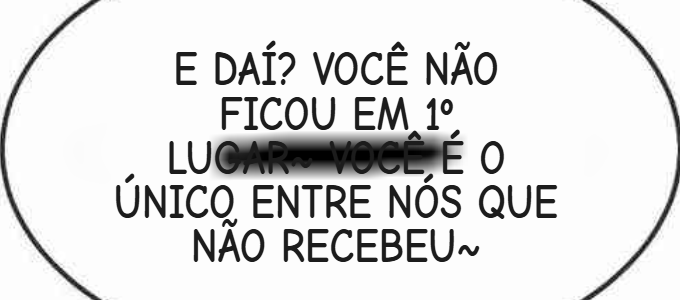 E DAÍ? VOCÊ NÃO
FICOU EM 1º
LUGAR~ VOCÊ É O
ÚNICO ENTRE NÓS QUE
NÃO RECEBEU~